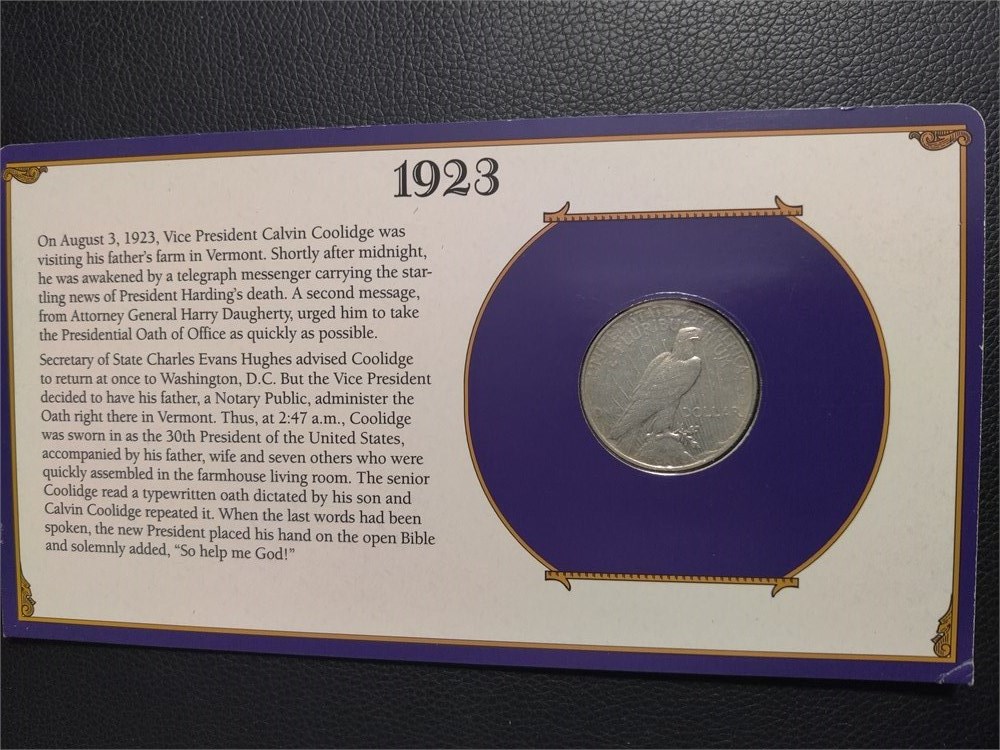 1923
On August 3, 1923, Vice President Calvin Coolidge was
visiting his father's farm in Vermont. Shortly after midnight,
he was awakened by a telegraph messenger carrying the star-
tling news of President Harding's death. A second message,
from Attorney General Harry Daugherty, urged him to take
the Presidential Oath of Office as quickly as possible.
Secretary of State Charles Evans Hughes advised Coolidge
to return at once to Washington, D.C. But the Vice President
decided to have his father, a Notary Public, administer the
Oath right there in Vermont. Thus, at 2:47 a.m., Coolidge
was sworn in as the 30th President of the United States,
accompanied by his father, wife and seven others who were
quickly assembled in the farmhouse living room. The senior
Coolidge read a typewritten oath dictated by his son and
Calvin Coolidge repeated it. When the last words had been
spoken, the new President placed his hand on the open Bible
and solemnly added, “So help me God!”
DOLLAR